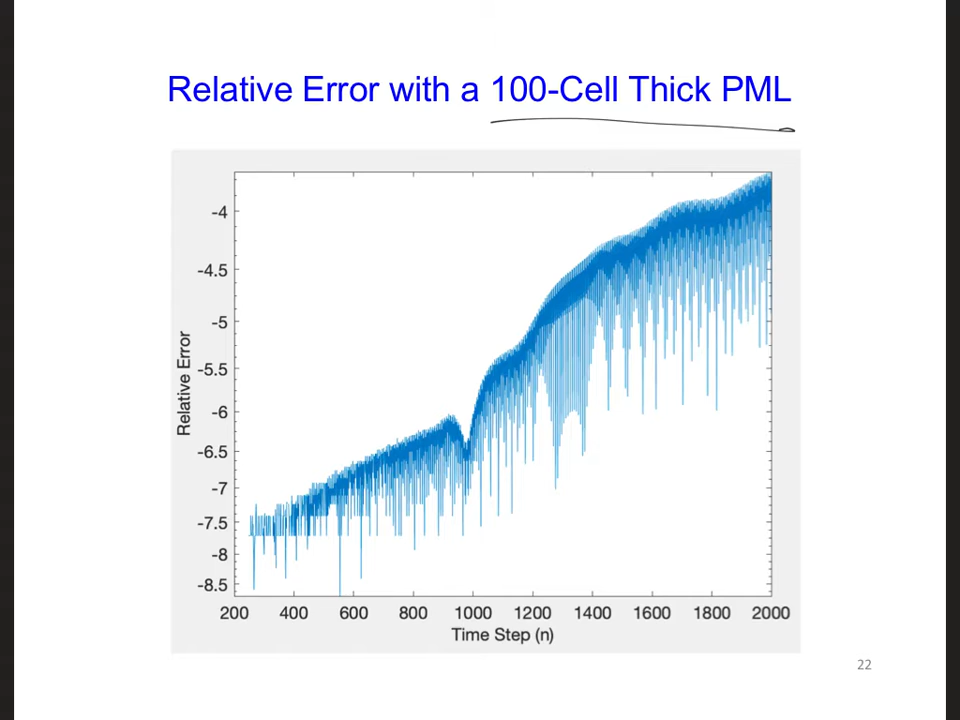 Relative Error with a 100-Cell Thick PML
-4
-4.5
-5
-5.5
-6
-6.5
-7
-7.5
-8
-8.5
Relative Error
200 400 600 800 1000 1200 1400 1600 1800 2000
Time Step (n)
22